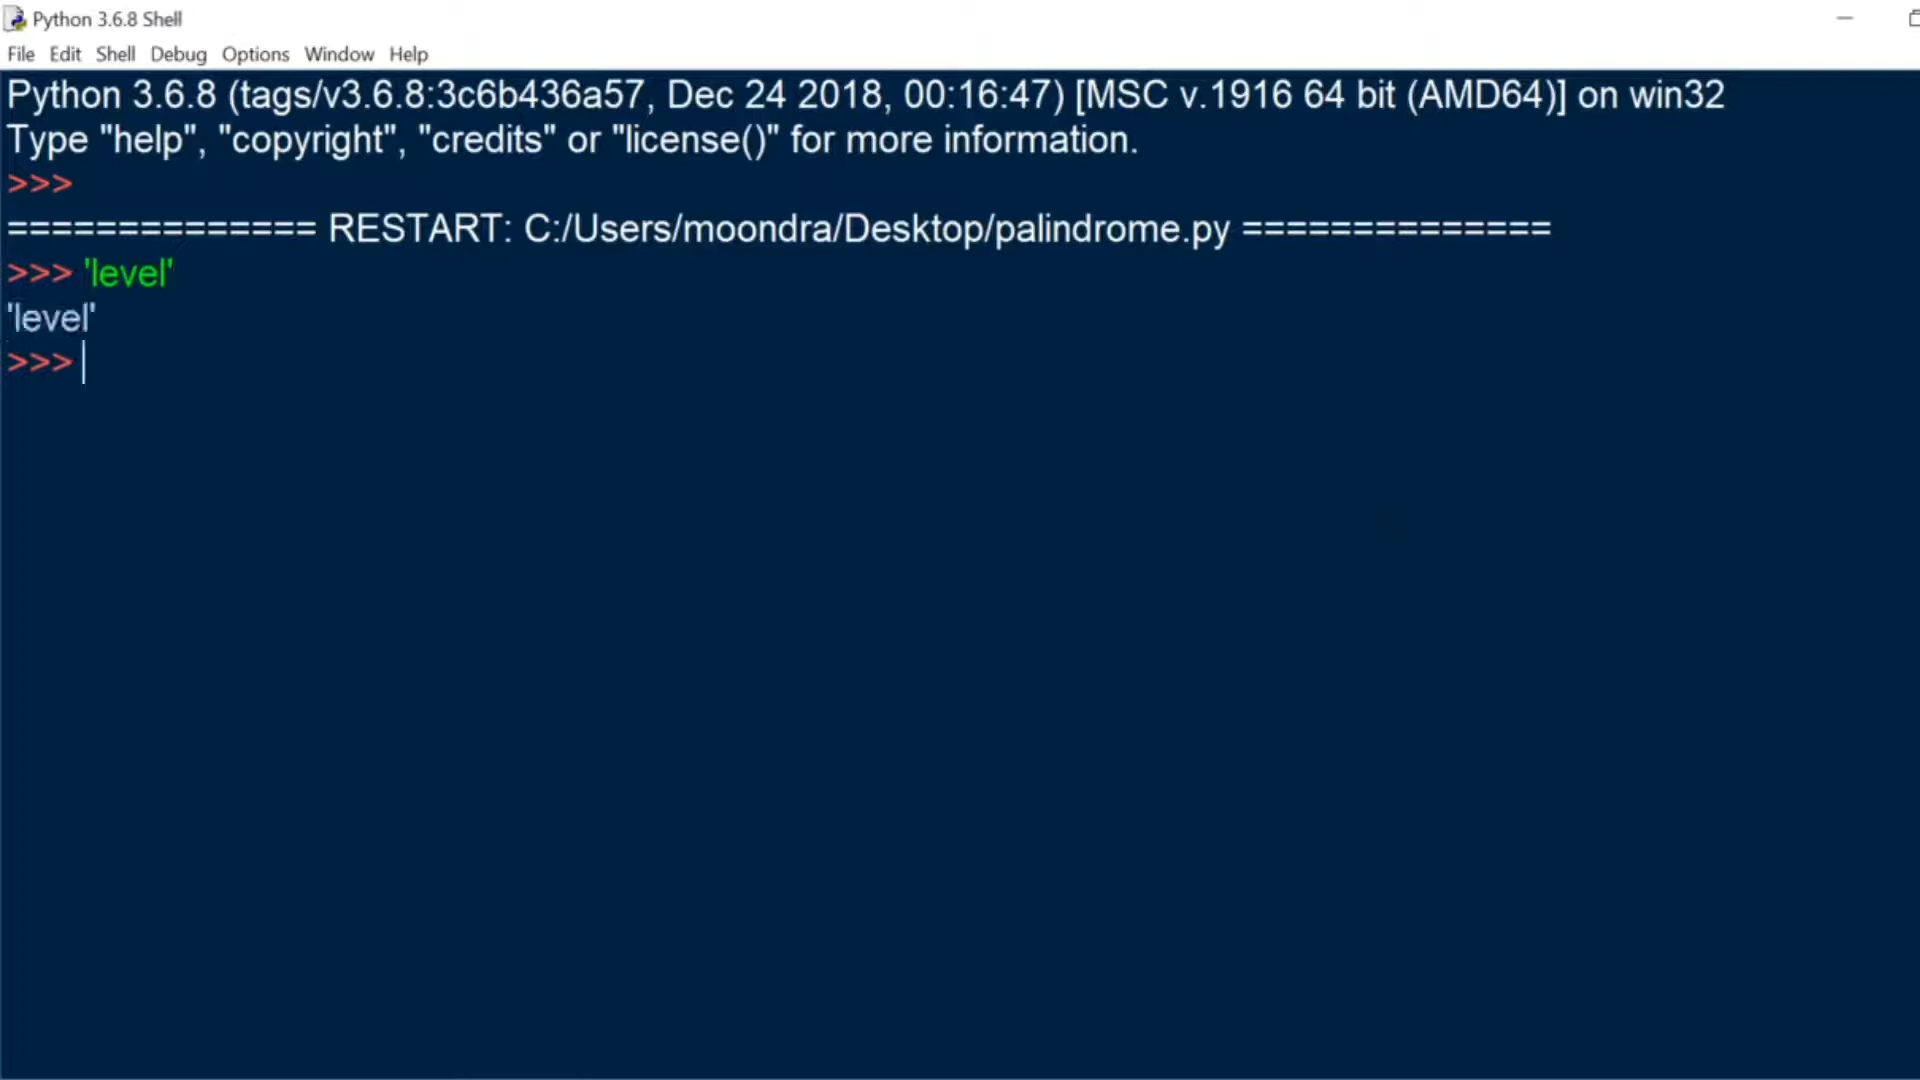 Python 3.6.8 Shell
File Edit Shell Debug Options Window Help
Python 3.6.8 (tags/v3.6.8:3c6b436a57, Dec 24 2018, 00:16:47) [MSC v.1916 64 bit (AMD64)] on win32
Type "help", "copyright", "credits" or "license()" for more information.
>>>
============== RESTART: C:/Users/moondra/Desktop/palindrome.py ==============
>>> 'level'
'level'
>>>